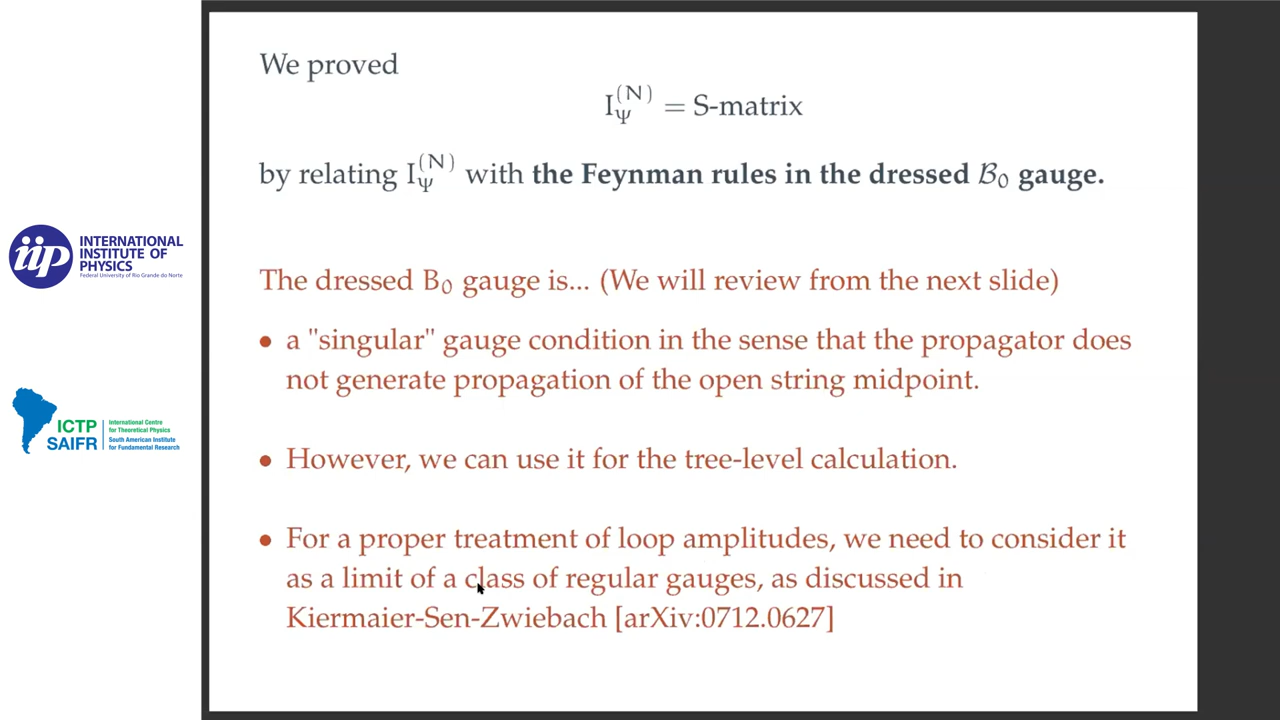 We proved
I_Ψ^(N) = S-matrix
by relating I_Ψ^(N) with the Feynman rules in the dressed 𝓑₀ gauge.
The dressed B₀ gauge is... (We will review from the next slide)
• a "singular" gauge condition in the sense that the propagator does
not generate propagation of the open string midpoint.
• However, we can use it for the tree-level calculation.
• For a proper treatment of loop amplitudes, we need to consider it
as a limit of a class of regular gauges, as discussed in
Kiermaier-Sen-Zwiebach [arXiv:0712.0627]
iip
INTERNATIONAL
INSTITUTE OF
PHYSICS
Federal University of Rio Grande do Norte
ICTP
SAIFR
International Centre
for Theoretical Physics
South American Institute
for Fundamental Research